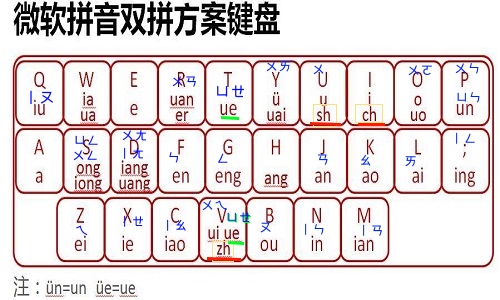 微软拼音双拼方案键盘
Q W E R T Y ㄨㄞ U ㄨ I O ㄨㄛ P ㄨㄣ
ㄧㄡ ia ㄨㄢ ㄩㄝ ü u i o ㄩㄣ
iu ua e uan er ue uai sh ch uo un
A S ㄩㄥ D ㄨㄤ F G H J K L ; ㄧㄥ
ㄨㄥ ㄧㄤ ㄣ ㄥ ㄢ ㄠ ㄞ
a ong iang en eng ang an ao ai ing
iong uang
Z X C V ㄨㄟ B N M
ㄟ ㄧㄝ ㄧㄠ ㄩㄝ ㄡ ㄧㄣ ㄧㄢ
ei ie iao ui ue ou in ian
zh
注：ün=un üe=ue